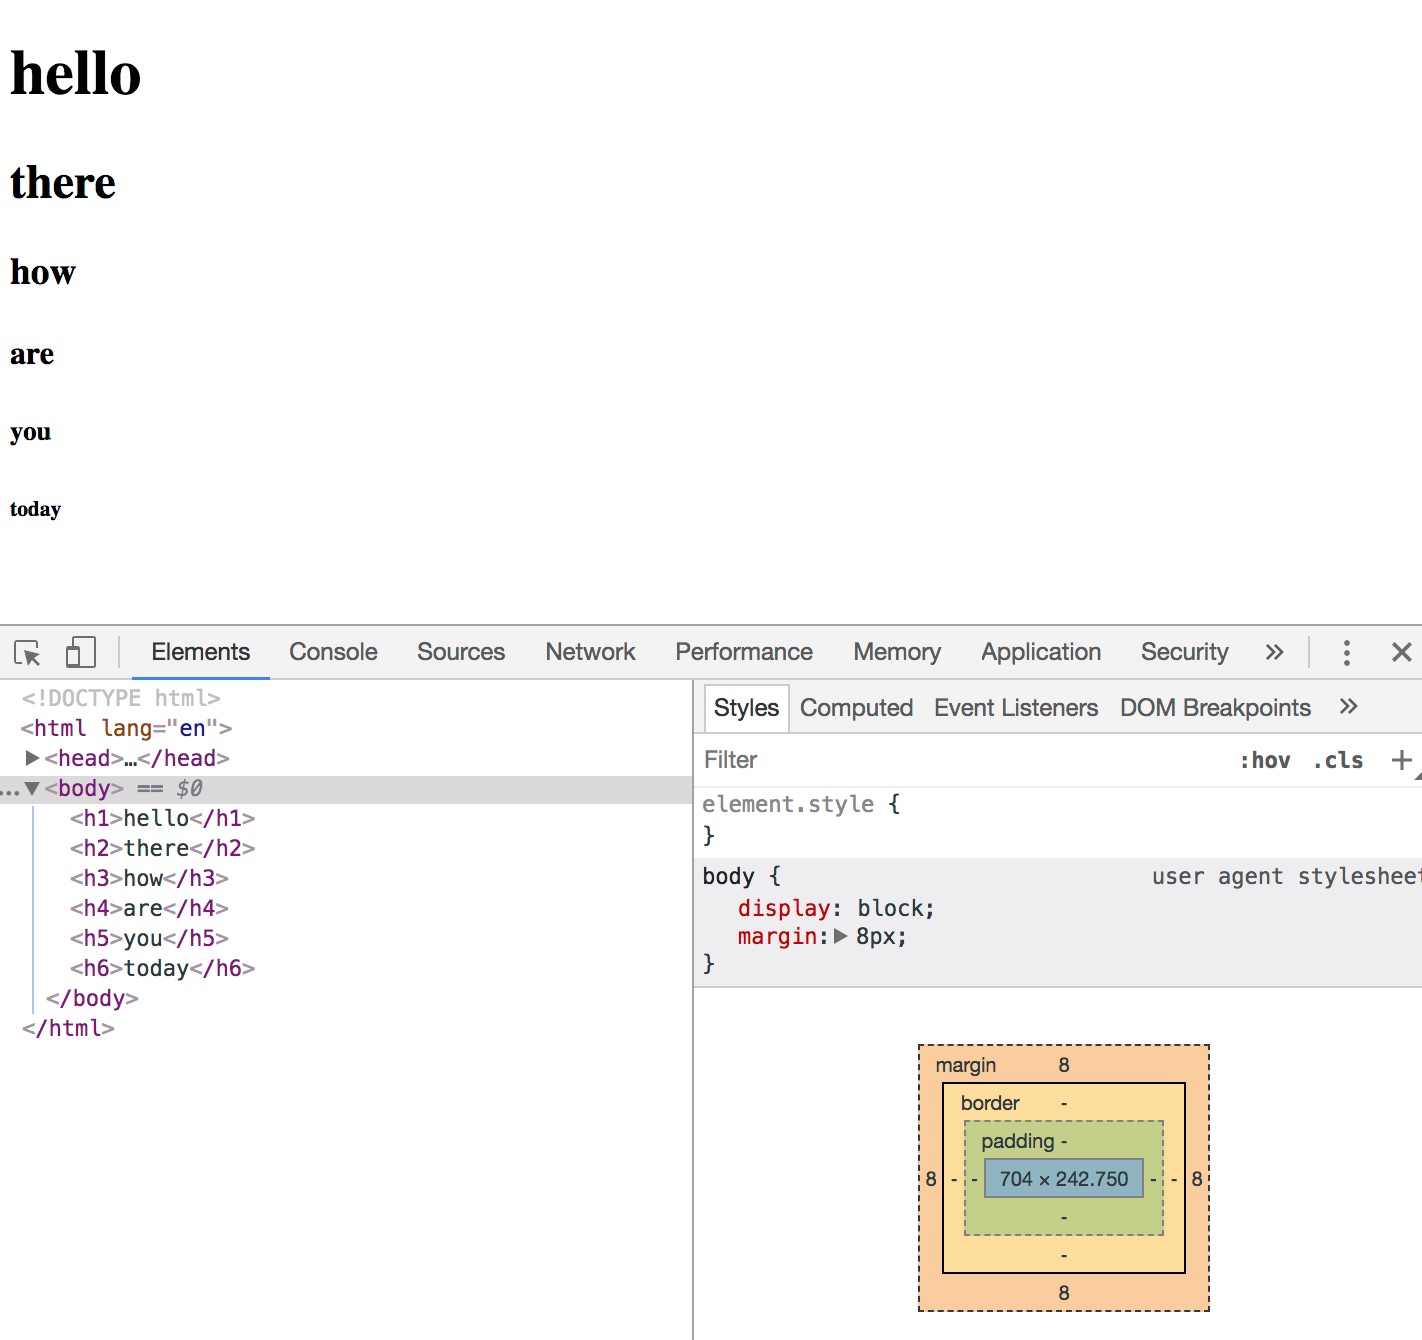 hello
there
how
are
you
today
Elements Console Sources Network Performance Memory Application Security »
<!DOCTYPE html>
<html lang="en">
<head>…</head>
…<body> == $0
<h1>hello</h1>
<h2>there</h2>
<h3>how</h3>
<h4>are</h4>
<h5>you</h5>
<h6>today</h6>
</body>
</html>
Styles Computed Event Listeners DOM Breakpoints »
Filter :hov .cls +
element.style {
}
body { user agent stylesheet
display: block;
margin: 8px;
}
margin 8
border -
padding -
8 - - 704 × 242.750 - - 8
-
-
8